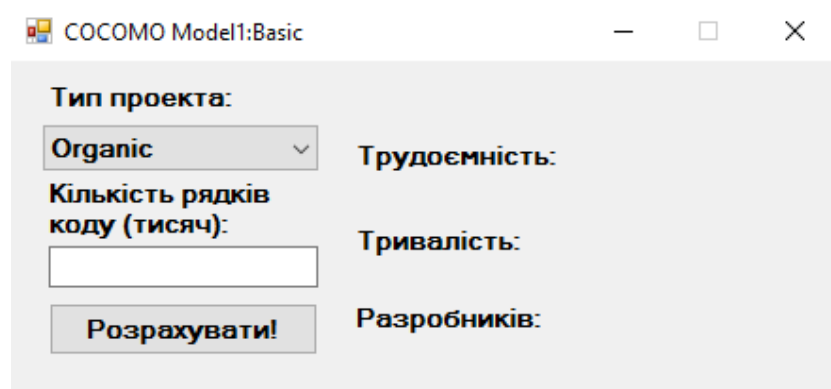 COCOMO Model1:Basic
Тип проекта:
Organic
Кількість рядків
коду (тисяч):
Розрахувати!
Трудоємність:
Тривалість:
Разробників: